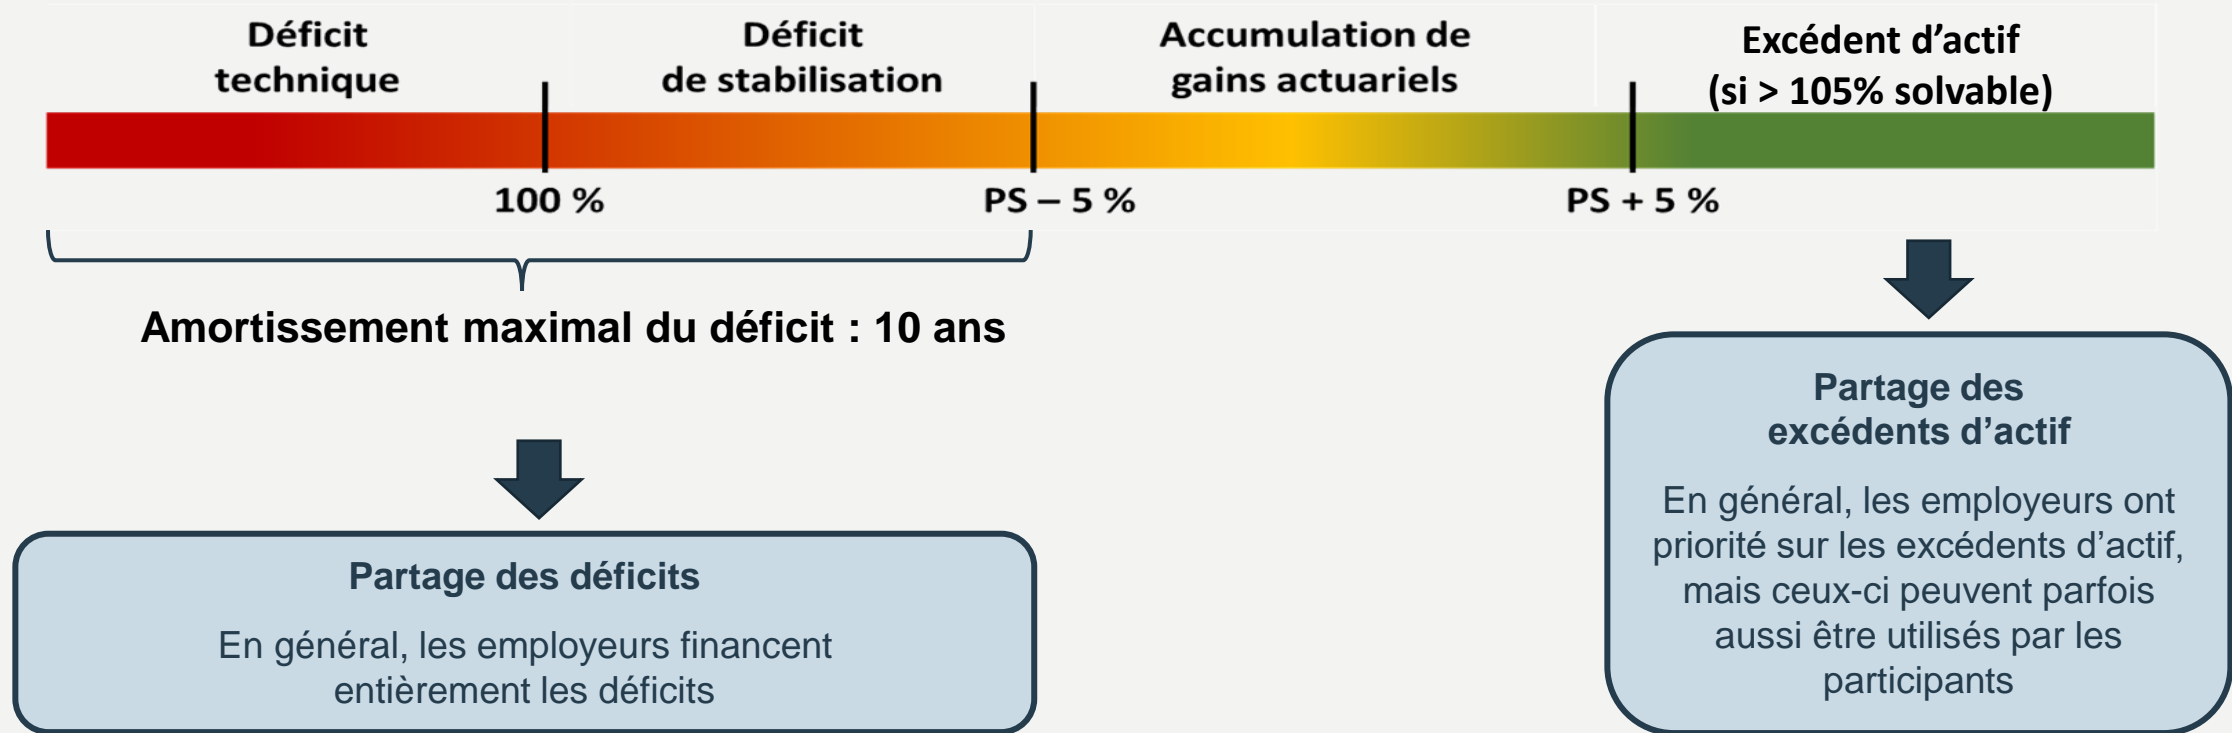 Déficit
technique
Déficit
de stabilisation
Accumulation de
gains actuariels
Excédent d’actif
(si > 105% solvable)
100 %
PS – 5 %
PS + 5 %
Amortissement maximal du déficit : 10 ans
Partage des déficits
En général, les employeurs financent
entièrement les déficits
Partage des
excédents d’actif
En général, les employeurs ont
priorité sur les excédents d’actif,
mais ceux-ci peuvent parfois
aussi être utilisés par les
participants